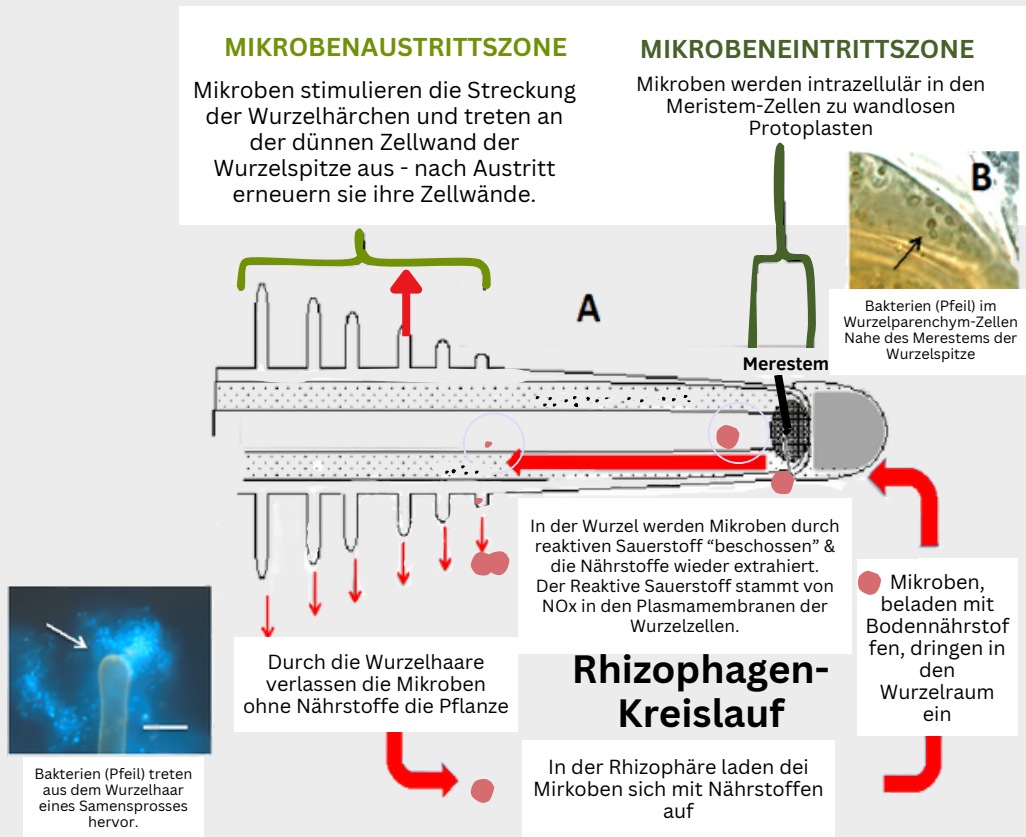 MIKROBENAUSTRITTSZONE
Mikroben stimulieren die Streckung
der Wurzelhärchen und treten an
der dünnen Zellwand der
Wurzelspitze aus - nach Austritt
erneuern sie ihre Zellwände.
MIKROBENEINTRITTSZONE
Mikroben werden intrazellulär in den
Meristem-Zellen zu wandlosen
Protoplasten
B
Bakterien (Pfeil) im
Wurzelparenchym-Zellen
Nahe des Merestems der
Wurzelspitze
A
Merestem
In der Wurzel werden Mikroben durch
reaktiven Sauerstoff “beschossen” &
die Nährstoffe wieder extrahiert.
Der Reaktive Sauerstoff stammt von
NOx in den Plasmamembranen der
Wurzelzellen.
Mikroben,
beladen mit
Bodennährstof
fen, dringen in
den
Wurzelraum
ein
Durch die Wurzelhaare
verlassen die Mikroben
ohne Nährstoffe die Pflanze
Rhizophagen-
Kreislauf
Bakterien (Pfeil) treten
aus dem Wurzelhaar
eines Samensprosses
hervor.
In der Rhizophäre laden dei
Mirkoben sich mit Nährstoffen
auf